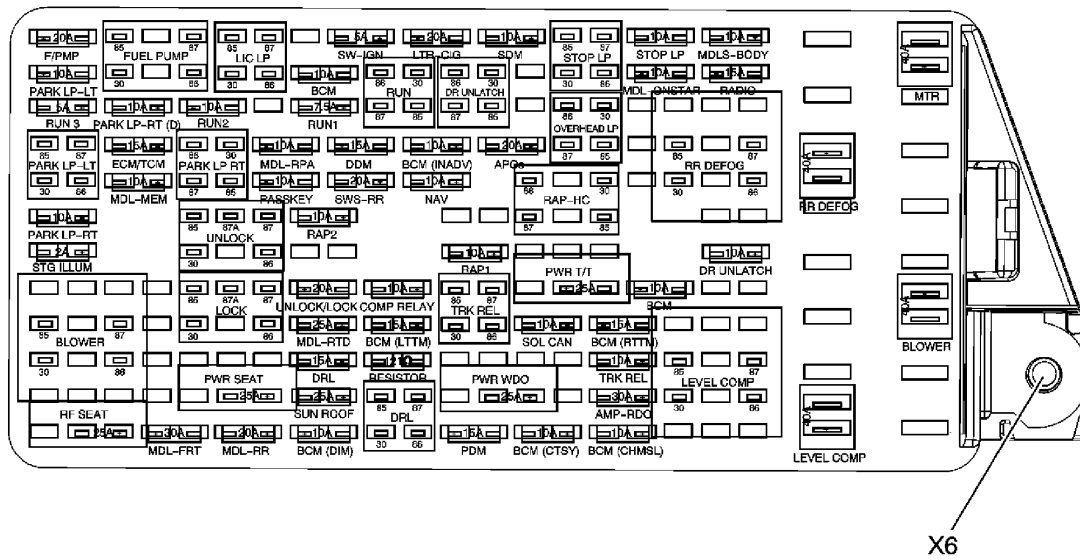 20A 85 87 85 87 5A 20A 10A 85 87 10A 10A 40A
F/PMP FUEL PUMP LIC LP SW-IGN LTR-CIG SDM STOP LP STOP LP MDLS-BODY
10A 30 86 30 86 10A 86 30 86 30 30 86 10A 15A
PARK LP-LT BCM RUN DR UNLATCH MDL-ONSTAR RADIO MTR
5A 10A 10A 7.5A 87 85 87 85 86 30
RUN 3 PARK LP-RT (D) RUN2 RUN1 OVERHEAD LP
85 87 15A 86 30 10A 15A 10A 20A 87 85 85 87 40A
PARK LP-LT ECM/TCM PARK LP RT MDL-RPA DDM BCM (INADV) APOs RR DEFOG
30 86 10A 87 85 10A 20A 10A 86 30 30 86
MDL-MEM PASSKEY SWS-RR NAV RAP-HC RR DEFOG
10A 85 87A 87 10A 87 85
PARK LP-RT UNLOCK RAP2
2A 30 86 10A 10A
STG ILLUM RAP1 PWR T/T DR UNLATCH
85 87A 87 20A 10A 85 87 25A 10A 40A
LOCK UNLOCK/LOCK COMP RELAY TRK REL BCM
85 87 30 86 25A 10A 30 86 10A 15A
BLOWER MDL-RTD BCM (LTTM) SOL CAN BCM (RTTM) BLOWER
30 86 15A 1210 10A 85 87
PWR SEAT DRL RESISTOR PWR WDO TRK REL LEVEL COMP
25A 25A 85 87 25A 30A 30 86 40A
RF SEAT SUN ROOF DRL AMP-RDO
25A 30A 20A 10A 30 86 15A 10A 10A
MDL-FRT MDL-RR BCM (DIM) PDM BCM (CTSY) BCM (CHMSL) LEVEL COMP
X6